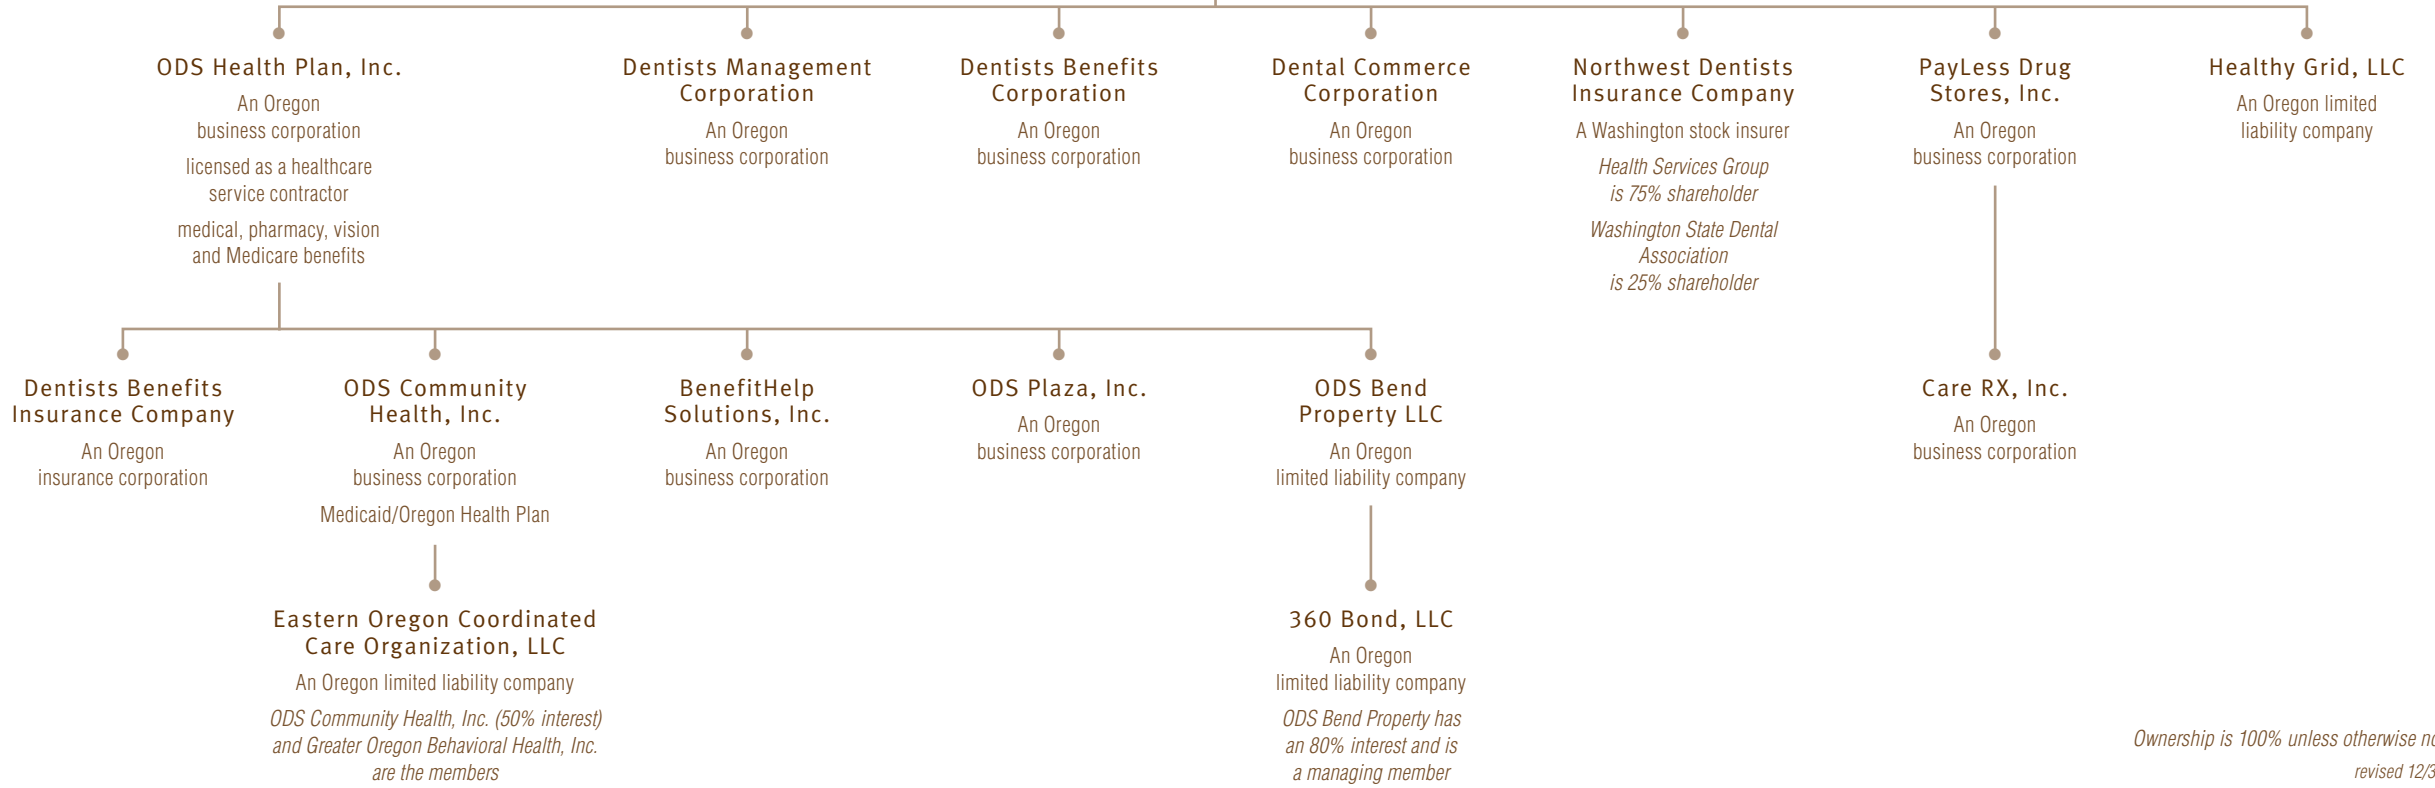 ODS Health Plan, Inc.
An Oregon
business corporation
licensed as a healthcare
service contractor
medical, pharmacy, vision
and Medicare benefits
Dentists Management
Corporation
An Oregon
business corporation
Dentists Benefits
Corporation
An Oregon
business corporation
Dental Commerce
Corporation
An Oregon
business corporation
Northwest Dentists
Insurance Company
A Washington stock insurer
Health Services Group
is 75% shareholder
Washington State Dental
Association
is 25% shareholder
PayLess Drug
Stores, Inc.
An Oregon
business corporation
Healthy Grid, LLC
An Oregon limited
liability company
Dentists Benefits
Insurance Company
An Oregon
insurance corporation
ODS Community
Health, Inc.
An Oregon
business corporation
Medicaid/Oregon Health Plan
BenefitHelp
Solutions, Inc.
An Oregon
business corporation
ODS Plaza, Inc.
An Oregon
business corporation
ODS Bend
Property LLC
An Oregon
limited liability company
Care RX, Inc.
An Oregon
business corporation
Eastern Oregon Coordinated
Care Organization, LLC
An Oregon limited liability company
ODS Community Health, Inc. (50% interest)
and Greater Oregon Behavioral Health, Inc.
are the members
360 Bond, LLC
An Oregon
limited liability company
ODS Bend Property has
an 80% interest and is
a managing member
Ownership is 100% unless otherwise
revised